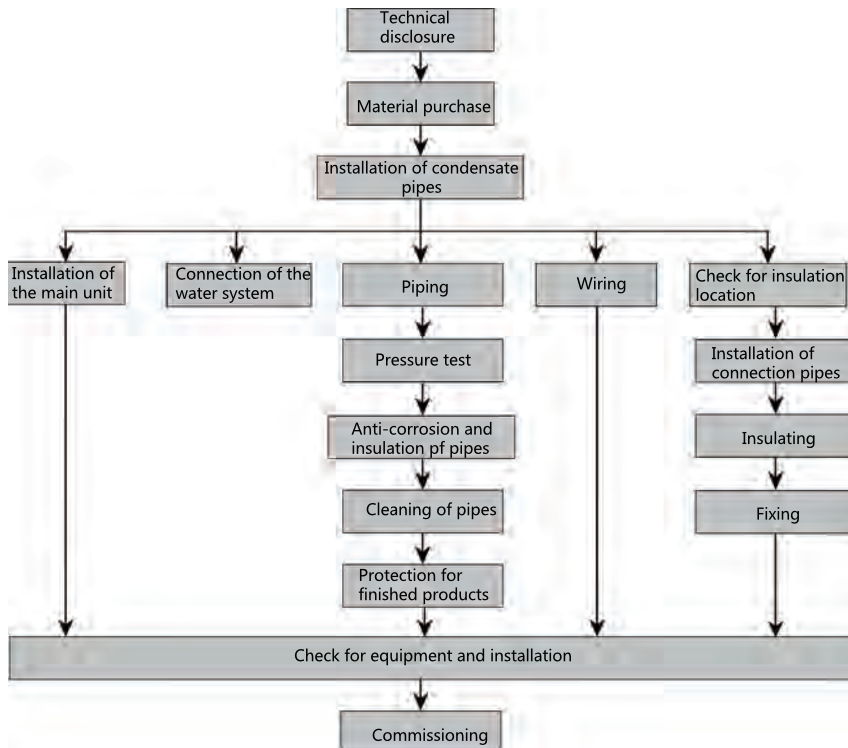 Technical
disclosure
Material purchase
Installation of condensate
pipes
Installation of
the main unit
Connection of the
water system
Piping
Wiring
Check for insulation
location
Pressure test
Installation of
connection pipes
Anti-corrosion and
insulation pf pipes
Insulating
Cleaning of pipes
Fixing
Protection for
finished products
Check for equipment and installation
Commissioning